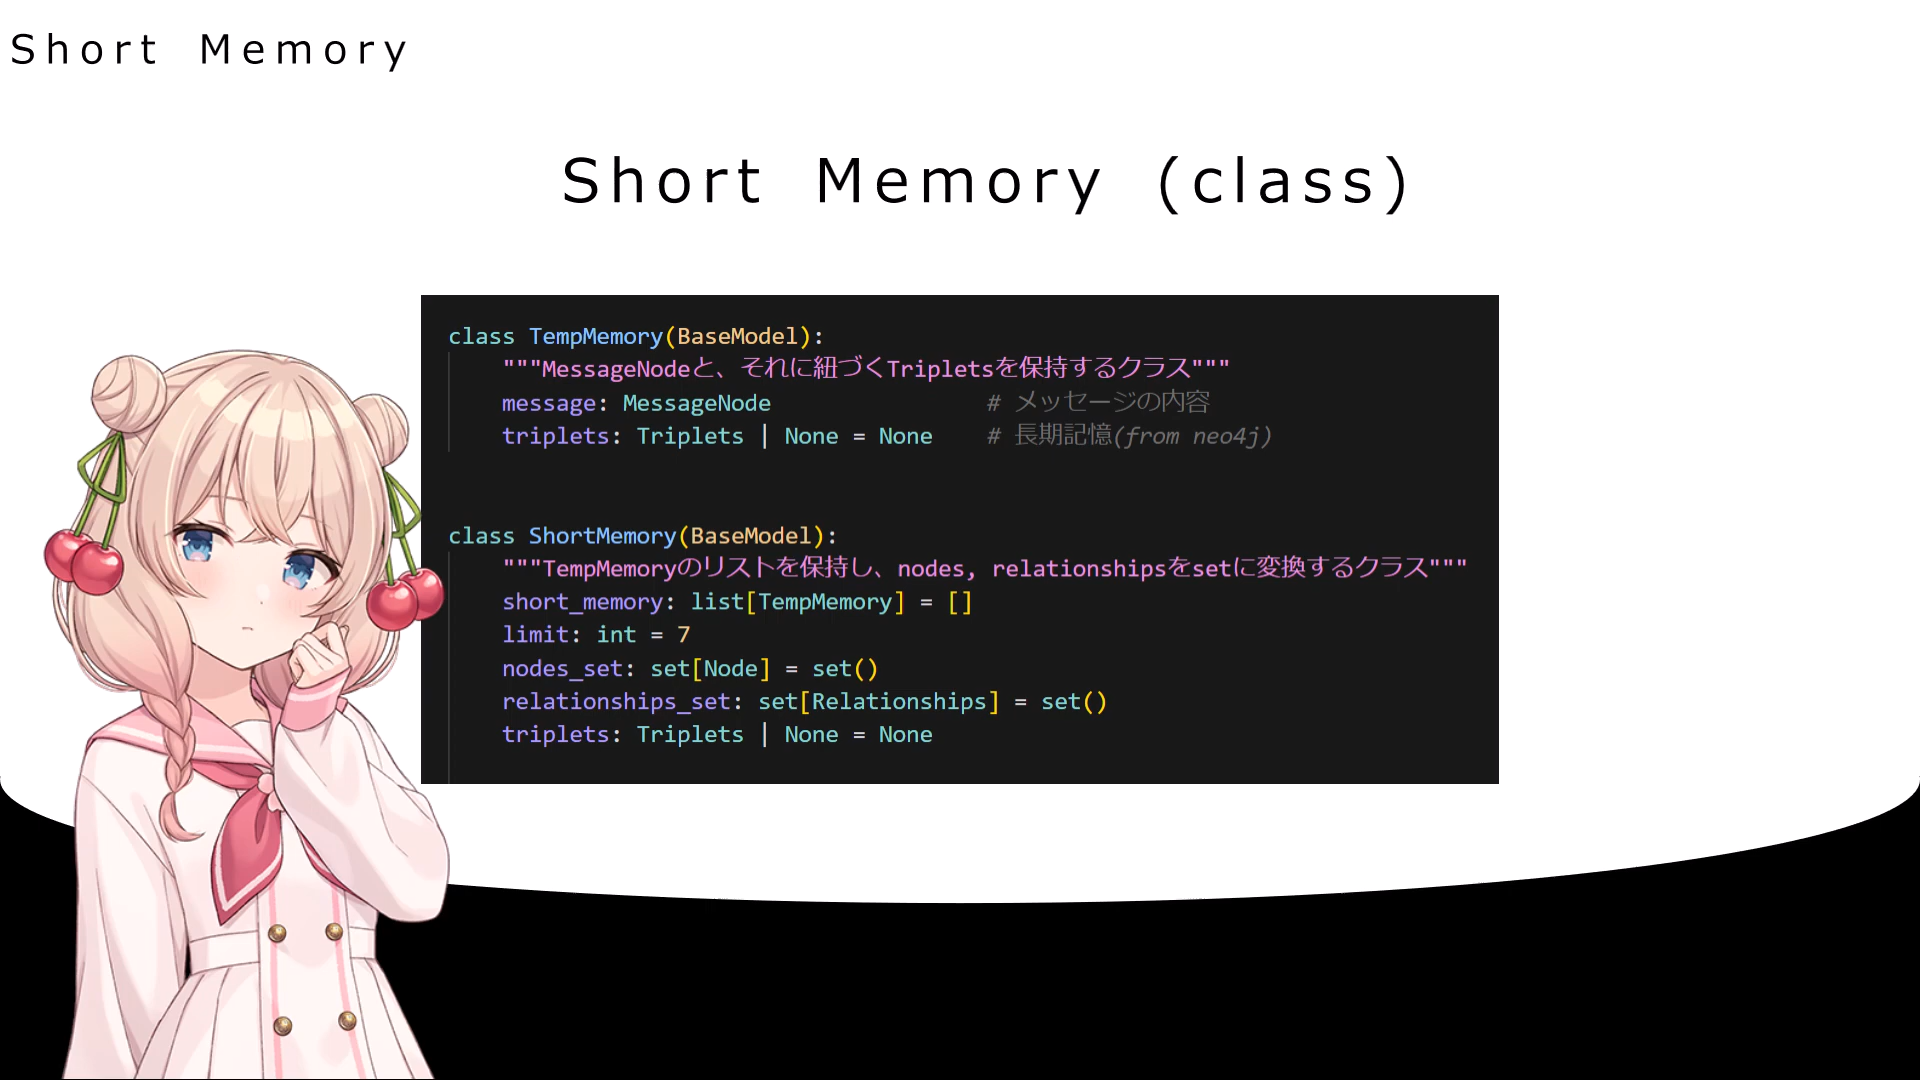 Short Memory
Short Memory (class)
class TempMemory(BaseModel):
"""MessageNodeと、それに紐づくTripletsを保持するクラス"""
message: MessageNode # メッセージの内容
triplets: Triplets | None = None # 長期記憶(from neo4j)
class ShortMemory(BaseModel):
"""TempMemoryのリストを保持し、nodes, relationshipsをsetに変換するクラス"""
short_memory: list[TempMemory] = []
limit: int = 7
nodes_set: set[Node] = set()
relationships_set: set[Relationships] = set()
triplets: Triplets | None = None